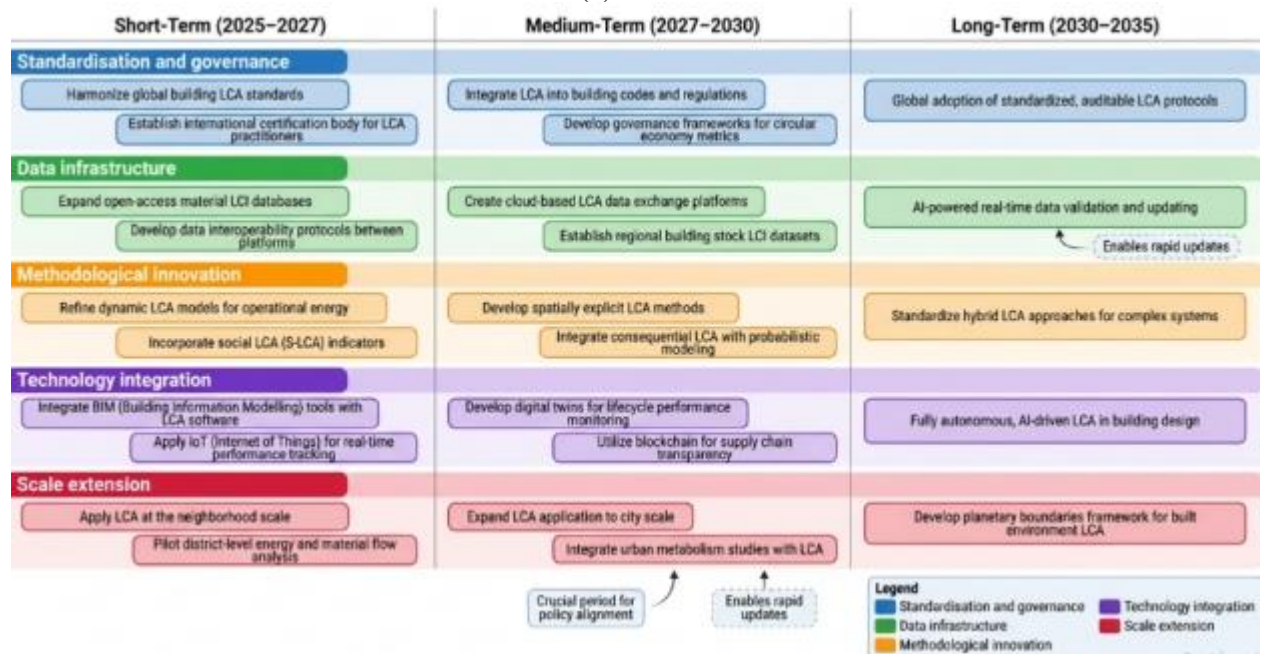 Short-Term (2025–2027)
Medium-Term (2027–2030)
Long-Term (2030–2035)
Standardisation and governance
Harmonize global building LCA standards
Establish international certification body for LCA
practitioners
Integrate LCA into building codes and regulations
Develop governance frameworks for circular
economy metrics
Global adoption of standardized, auditable LCA protocols
Data infrastructure
Expand open-access material LCI databases
Develop data interoperability protocols between
platforms
Create cloud-based LCA data exchange platforms
Establish regional building stock LCI datasets
AI-powered real-time data validation and updating
Enables rapid updates
Methodological innovation
Refine dynamic LCA models for operational energy
Incorporate social LCA (S-LCA) indicators
Develop spatially explicit LCA methods
Integrate consequential LCA with probabilistic
modeling
Standardize hybrid LCA approaches for complex systems
Technology integration
Integrate BIM (Building Information Modelling) tools with
LCA software
Apply IoT (Internet of Things) for real-time
performance tracking
Develop digital twins for lifecycle performance
monitoring
Utilize blockchain for supply chain
transparency
Fully autonomous, AI-driven LCA in building design
Scale extension
Apply LCA at the neighborhood scale
Pilot district-level energy and material flow
analysis
Expand LCA application to city scale
Integrate urban metabolism studies with LCA
Develop planetary boundaries framework for built
environment LCA
Crucial period for
policy alignment
Enables rapid
updates
Legend
Standardisation and governance
Technology integration
Data infrastructure
Scale extension
Methodological innovation